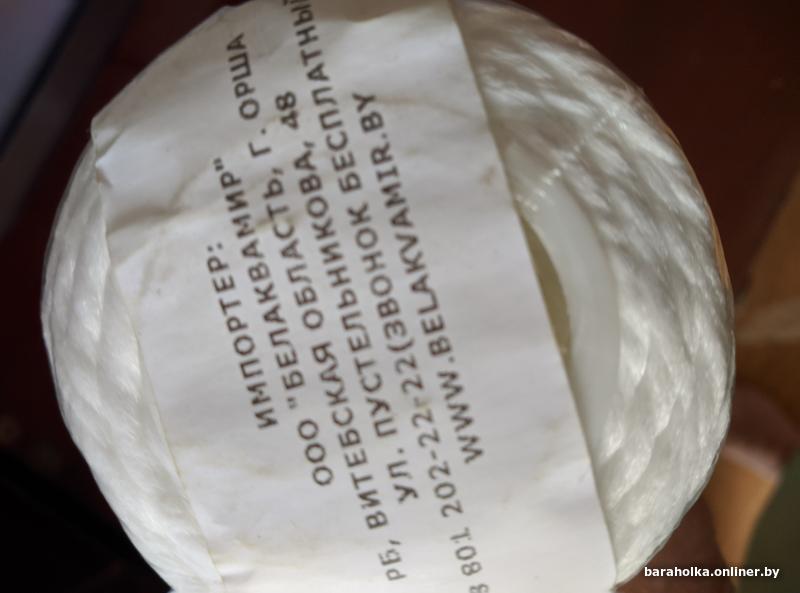 ИМПОРТЕР:
ООО "БЕЛАКВАМИР"
РБ, ВИТЕБСКАЯ ОБЛАСТЬ, Г. ОРША
УЛ. ПУСТЕЛЬНИКОВА, 48
8 801 202-22-22(ЗВОНОК БЕСПЛАТНЫЙ
WWW.BELAKVAMIR.BY
baraholka.onliner.by